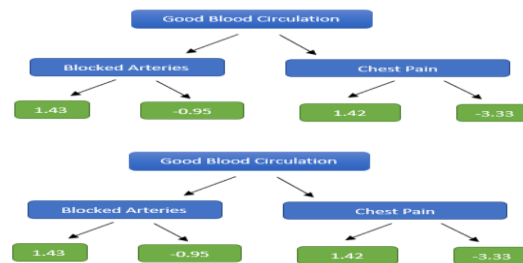 Good Blood Circulation
Blocked Arteries Chest Pain
1.43 -0.95 1.42 -3.33
Good Blood Circulation
Blocked Arteries Chest Pain
1.43 -0.95 1.42 -3.33